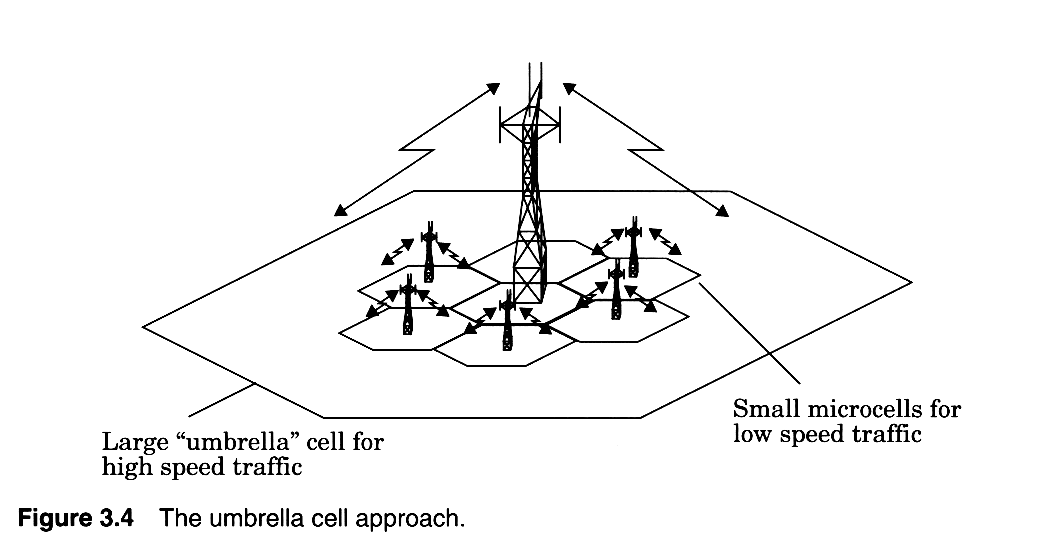 Small microcells for
low speed traffic
Large “umbrella” cell for
high speed traffic
Figure 3.4 The umbrella cell approach.